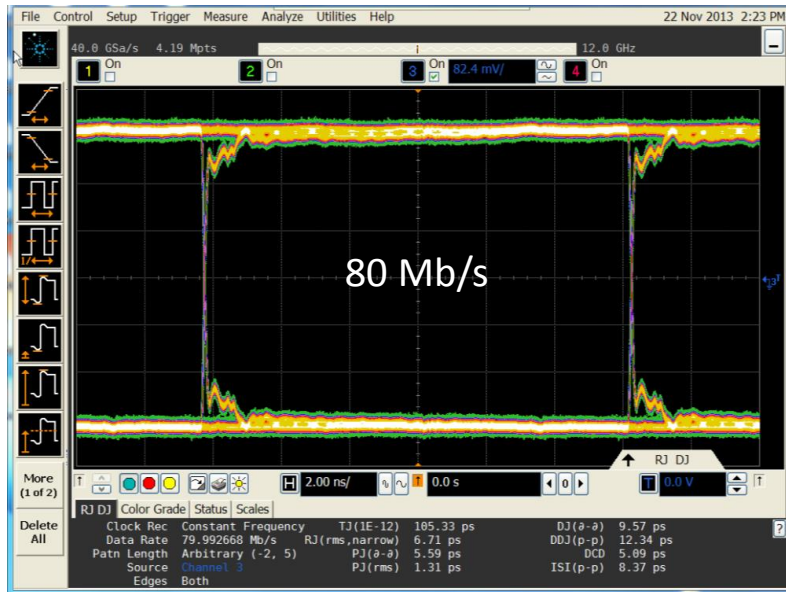 File Control Setup Trigger Measure Analyze Utilities Help 22 Nov 2013 2:23 PM
40.0 GSa/s 4.19 Mpts 12.0 GHz
1 On 2 On 3 On 82.4 mV/ 4 On
80 Mb/s
RJ DJ
More
(1 of 2)
H 2.00 ns/ 0.0 s 0 T 0.0 V
Delete
All
RJ DJ Color Grade Status Scales
Clock Rec Constant Frequency TJ(1E-12) 105.33 ps DJ(∂-∂) 9.57 ps
Data Rate 79.992668 Mb/s RJ(rms,narrow) 6.71 ps DDJ(p-p) 12.34 ps
Patn Length Arbitrary (-2, 5) PJ(∂-∂) 5.59 ps DCD 5.09 ps
Source Channel 3 PJ(rms) 1.31 ps ISI(p-p) 8.37 ps
Edges Both
?